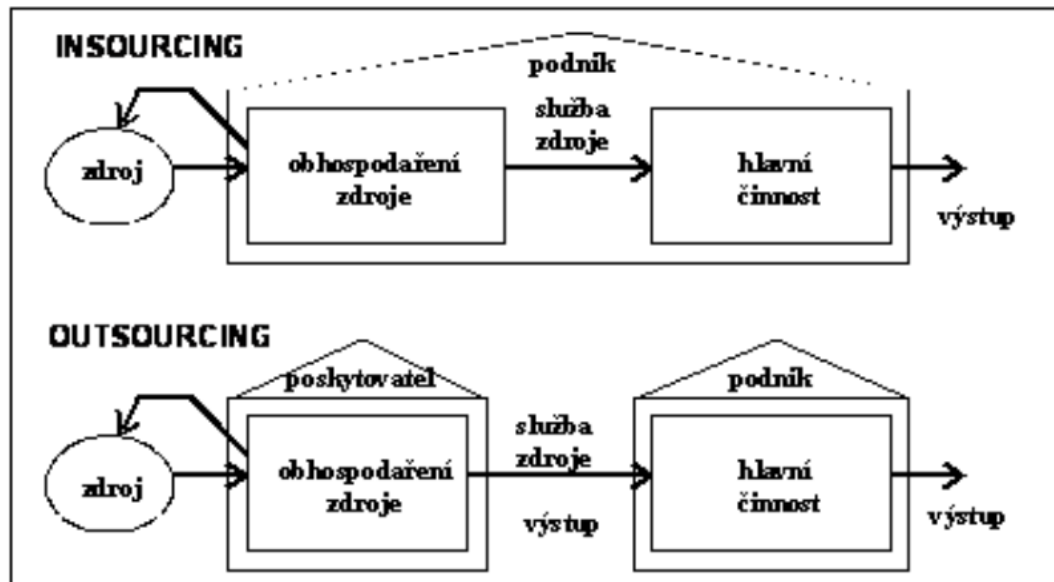 INSOURCING
podnik
služba
zdroje
zdroj
obhospodaření
zdroje
hlavní
činnost
výstup
OUTSOURCING
poskytovatel
podnik
služba
zdroje
zdroj
obhospodaření
zdroje
hlavní
činnost
výstup
výstup